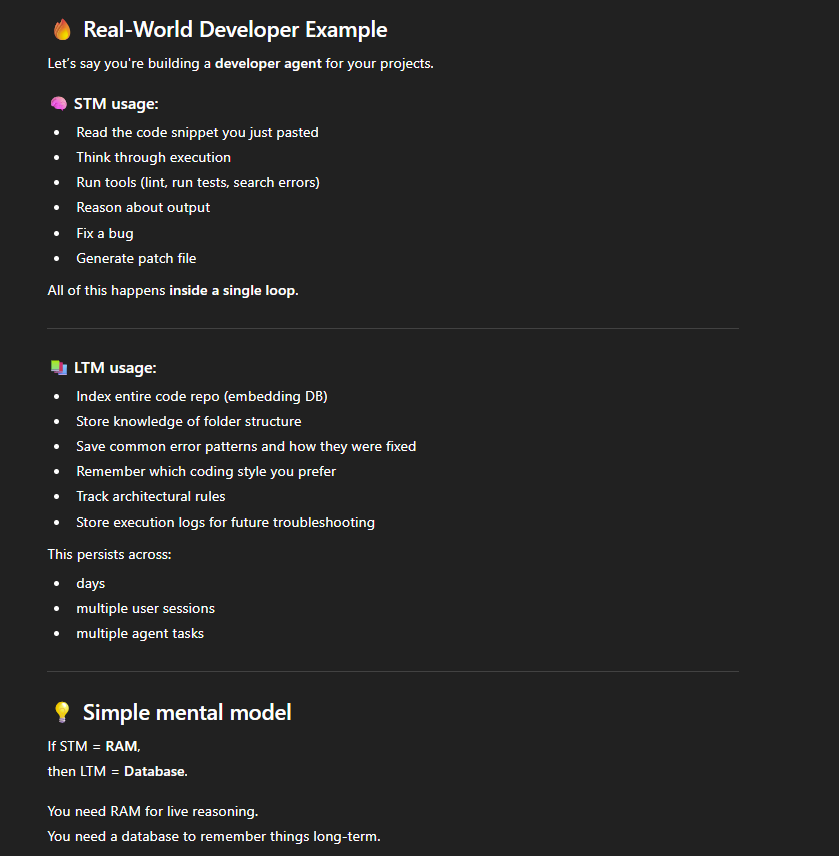 🔥 Real-World Developer Example
Let's say you're building a developer agent for your projects.
🧠 STM usage:
• Read the code snippet you just pasted
• Think through execution
• Run tools (lint, run tests, search errors)
• Reason about output
• Fix a bug
• Generate patch file
All of this happens inside a single loop.
📚 LTM usage:
• Index entire code repo (embedding DB)
• Store knowledge of folder structure
• Save common error patterns and how they were fixed
• Remember which coding style you prefer
• Track architectural rules
• Store execution logs for future troubleshooting
This persists across:
• days
• multiple user sessions
• multiple agent tasks
💡 Simple mental model
If STM = RAM,
then LTM = Database.
You need RAM for live reasoning.
You need a database to remember things long-term.